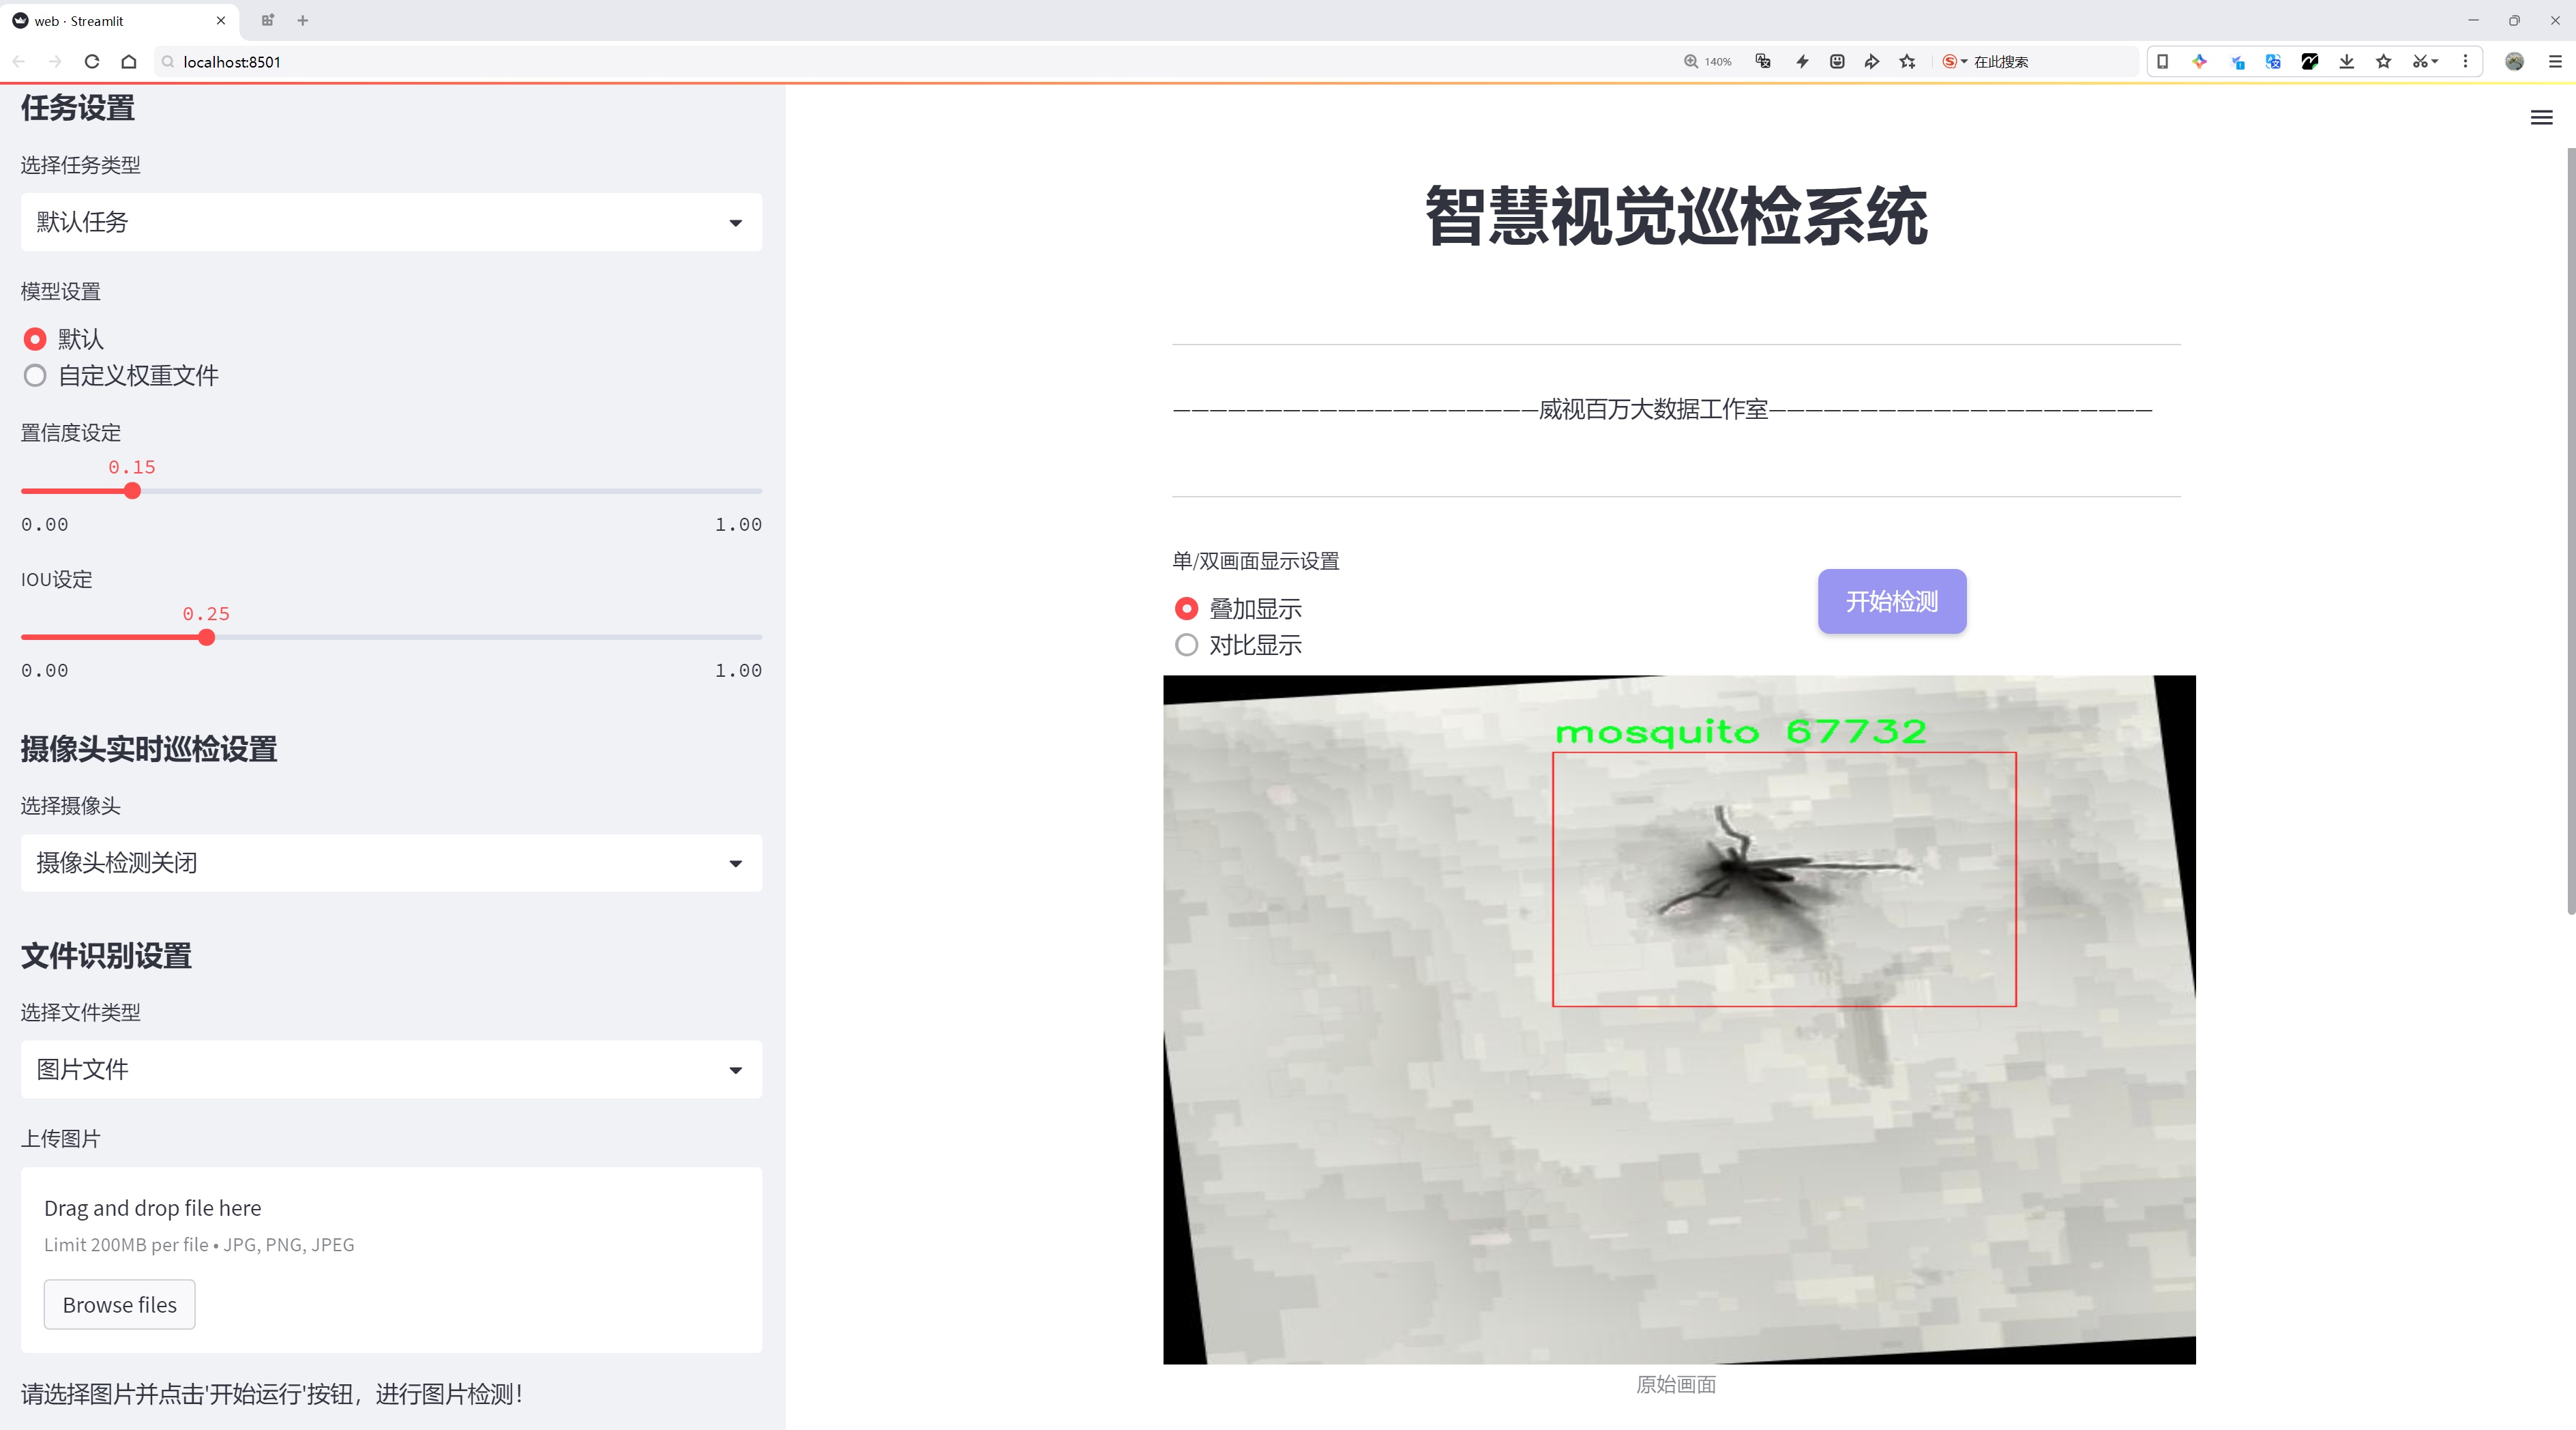 web · Streamlit
localhost:8501
140%
在此搜索
任务设置
选择任务类型
默认任务
模型设置
默认
自定义权重文件
置信度设定
0.15
0.00 1.00
IOU设定
0.25
0.00 1.00
摄像头实时巡检设置
选择摄像头
摄像头检测关闭
文件识别设置
选择文件类型
图片文件
上传图片
Drag and drop file here
Limit 200MB per file • JPG, PNG, JPEG
Browse files
请选择图片并点击'开始运行'按钮，进行图片检测！
智慧视觉巡检系统
————————————————————威视百万大数据工作室—————————————————————
单/双画面显示设置
叠加显示
对比显示
开始检测
mosquito 67732
原始画面